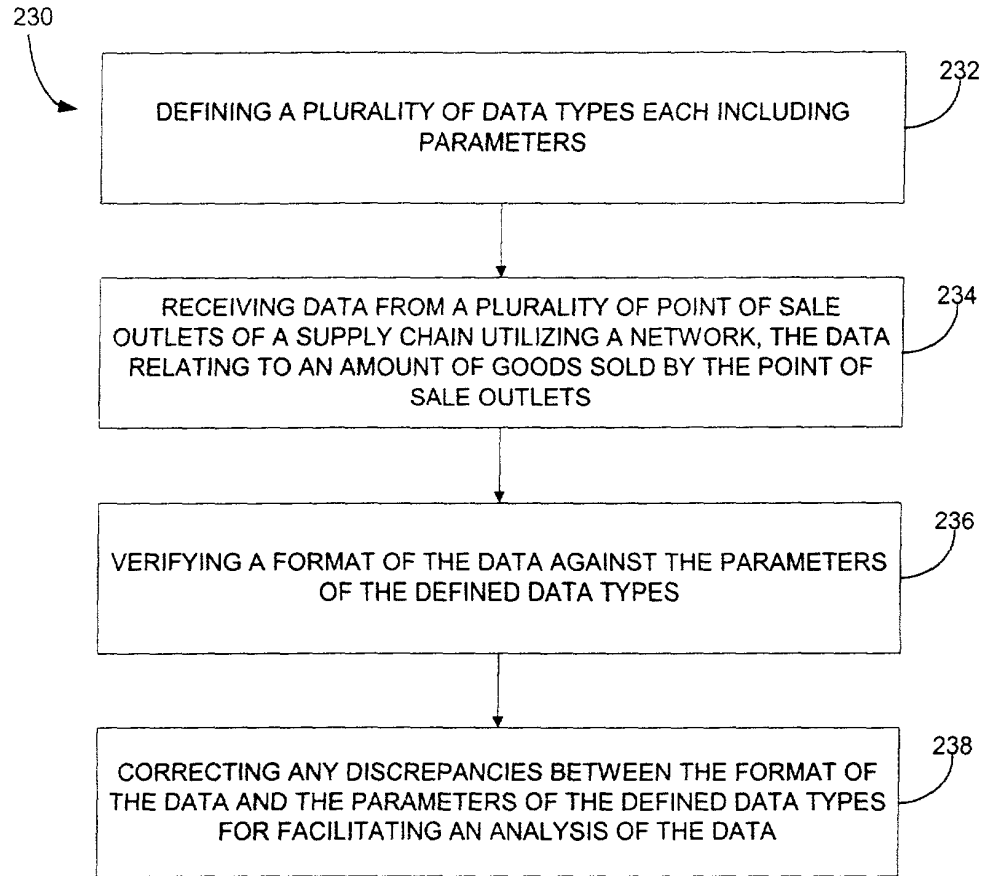 230
232
DEFINING A PLURALITY OF DATA TYPES EACH INCLUDING
PARAMETERS
234
RECEIVING DATA FROM A PLURALITY OF POINT OF SALE
OUTLETS OF A SUPPLY CHAIN UTILIZING A NETWORK, THE DATA
RELATING TO AN AMOUNT OF GOODS SOLD BY THE POINT OF
SALE OUTLETS
236
VERIFYING A FORMAT OF THE DATA AGAINST THE PARAMETERS
OF THE DEFINED DATA TYPES
238
CORRECTING ANY DISCREPANCIES BETWEEN THE FORMAT OF
THE DATA AND THE PARAMETERS OF THE DEFINED DATA TYPES
FOR FACILITATING AN ANALYSIS OF THE DATA